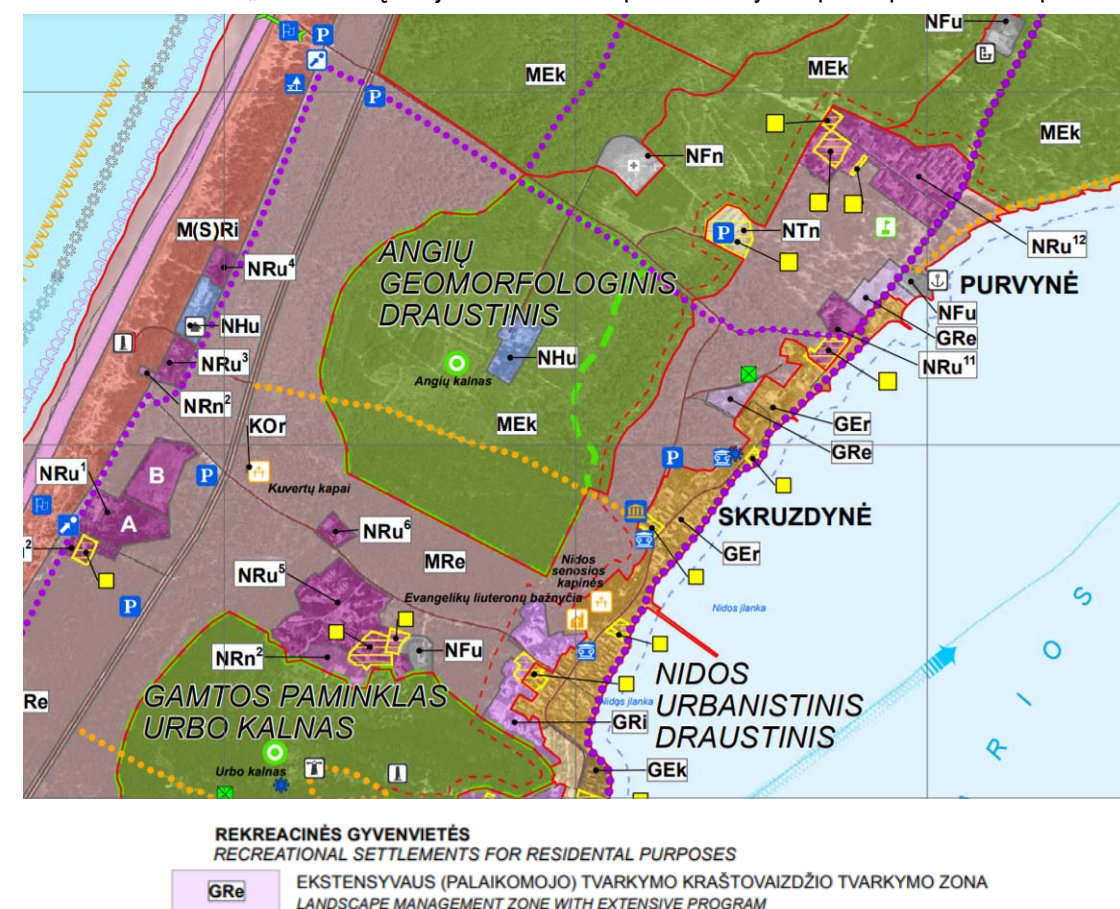 NFu
P
MEk
MEk
P
MEk
NFn
M(S)Ri
P
NTn
NRu⁴
ANGIŲ
GEOMORFOLOGINIS
DRAUSTINIS
NRu¹²
PURVYNĖ
NHu
NHu
NFu
GRe
NRu³
Angių kalnas
NRu¹¹
NRn²
KOr
MEk
GEr
GRe
NRu¹
B
P
P
Kuvertų kapai
A
SKRUZDYNĖ
NRu⁶
MRe
GEr
Nidos
senosios
kapinės
NRu⁵
Evangelikų liuteronų bažnyčia
P
Nidos įlanka
NFu
NRn²
GAMTOS PAMINKLAS
URBO KALNAS
NIDOS
URBANISTINIS
DRAUSTINIS
Re
Nidos įlanka
GRi
Urbo kalnas
GEk
R I O S
REKREACINĖS GYVENVIETĖS
RECREATIONAL SETTLEMENTS FOR RESIDENTAL PURPOSES
GRe
EKSTENSYVAUS (PALAIKOMOJO) TVARKYMO KRAŠTOVAIZDŽIO TVARKYMO ZONA
LANDSCAPE MANAGEMENT ZONE WITH EXTENSIVE PROGRAM